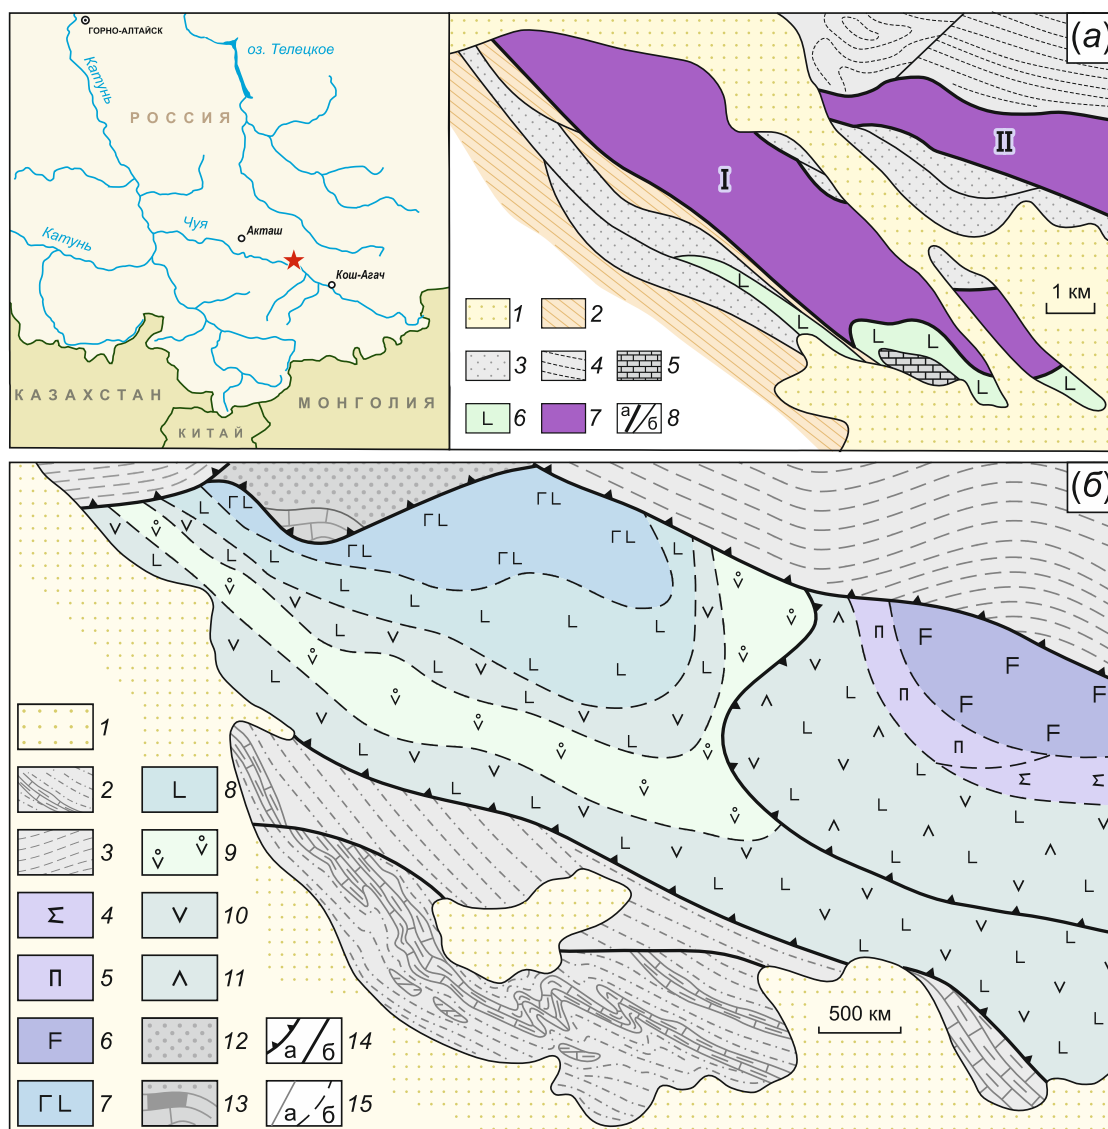 ГОРНО-АЛТАЙСК
оз. Телецкое
Катунь
РОССИЯ
Чуя
Акташ
Катунь
Кош-Агач
КАЗАХСТАН
МОНГОЛИЯ
КИТАЙ
(а)
I
II
1 км
1
2
3
4
5
6
7
а б
8
(б)
1
2
3
4
5
6
7
8
9
10
11
12
13
а б
14
а б
15
500 км